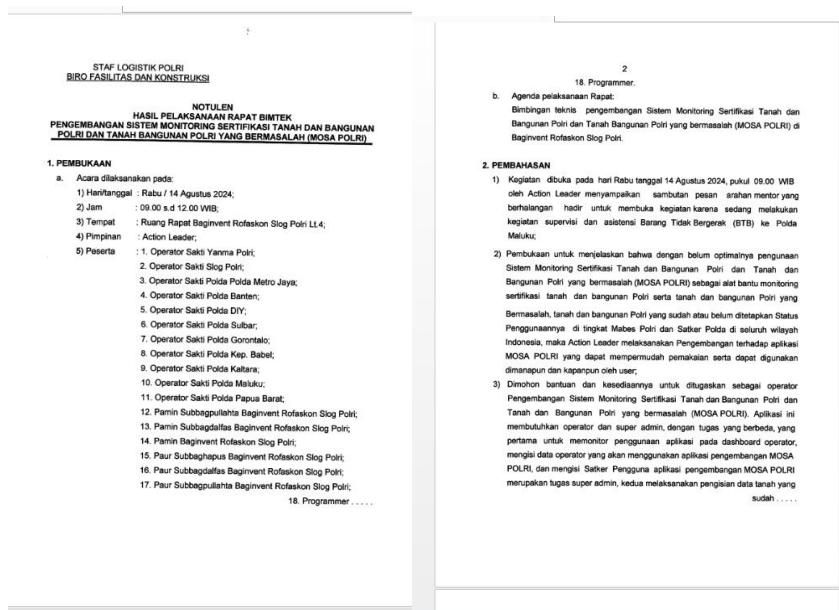 STAF LOGISTIK POLRI
BIRO FASILITAS DAN KONSTRUKSI
NOTULEN
HASIL PELAKSANAAN RAPAT BIMTEK
PENGEMBANGAN SISTEM MONITORING SERTIFIKASI TANAH DAN BANGUNAN
POLRI DAN TANAH BANGUNAN POLRI YANG BERMASALAH (MOSA POLRI)
1. PEMBUKAAN
a. Acara dilaksanakan pada:
1) Hari/tanggal : Rabu / 14 Agustus 2024;
2) Jam : 09.00 s.d 12.00 WIB;
3) Tempat : Ruang Rapat Baginvent Rofaskon Slog Polri Lt.4;
4) Pimpinan : Action Leader;
5) Peserta : 1. Operator Sakti Yanma Polri;
2. Operator Sakti Slog Polri;
3. Operator Sakti Polda Polda Metro Jaya;
4. Operator Sakti Polda Banten;
5. Operator Sakti Polda DIY;
6. Operator Sakti Polda Sulbar;
7. Operator Sakti Polda Gorontalo;
8. Operator Sakti Polda Kep. Babel;
9. Operator Sakti Polda Kaltara;
10. Operator Sakti Polda Maluku;
11. Operator Sakti Polda Papua Barat;
12. Pamin Subbagpullahta Baginvent Rofaskon Slog Polri;
13. Pamin Subbagdalfas Baginvent Rofaskon Slog Polri;
14. Pamin Baginvent Rofaskon Slog Polri;
15. Paur Subbaghapus Baginvent Rofaskon Slog Polri;
16. Paur Subbagdalfas Baginvent Rofaskon Slog Polri;
17. Paur Subbagpullahta Baginvent Rofaskon Slog Polri;
18. Programmer . . . . .
2
18. Programmer.
b. Agenda pelaksanaan Rapat:
Bimbingan teknis pengembangan Sistem Monitoring Sertifikasi Tanah dan
Bangunan Polri dan Tanah Bangunan Polri yang bermasalah (MOSA POLRI) di
Baginvent Rofaskon Slog Polri.
2. PEMBAHASAN
1) Kegiatan dibuka pada hari Rabu tanggal 14 Agustus 2024, pukul 09.00 WIB
oleh Action Leader menyampaikan sambutan pesan arahan mentor yang
berhalangan hadir untuk membuka kegiatan karena sedang melakukan
kegiatan supervisi dan asistensi Barang Tidak Bergerak (BTB) ke Polda
Maluku;
2) Pembukaan untuk menjelaskan bahwa dengan belum optimalnya pengunaan
Sistem Monitoring Sertifikasi Tanah dan Bangunan Polri dan Tanah dan
Bangunan Polri yang bermasalah (MOSA POLRI) sebagai alat bantu monitoring
sertifikasi tanah dan bangunan Polri serta tanah dan bangunan Polri yang
Bermasalah, tanah dan bangunan Polri yang sudah atau belum ditetapkan Status
Penggunaannya di tingkat Mabes Polri dan Satker Polda di seluruh wilayah
Indonesia, maka Action Leader melaksanakan Pengembangan terhadap aplikasi
MOSA POLRI yang dapat mempermudah pemakaian serta dapat digunakan
dimanapun dan kapanpun oleh user;
3) Dimohon bantuan dan kesediaannya untuk ditugaskan sebagai operator
Pengembangan Sistem Monitoring Sertifikasi Tanah dan Bangunan Polri dan
Tanah dan Bangunan Polri yang bermasalah (MOSA POLRI). Aplikasi ini
membutuhkan operator dan super admin, dengan tugas yang berbeda, yang
pertama untuk memonitor penggunaan aplikasi pada dashboard operator,
mengisi data operator yang akan menggunakan aplikasi pengembangan MOSA
POLRI, dan mengisi Satker Pengguna aplikasi pengembangan MOSA POLRI
merupakan tugas super admin, kedua melaksanakan pengisian data tanah yang
sudah . . . . .